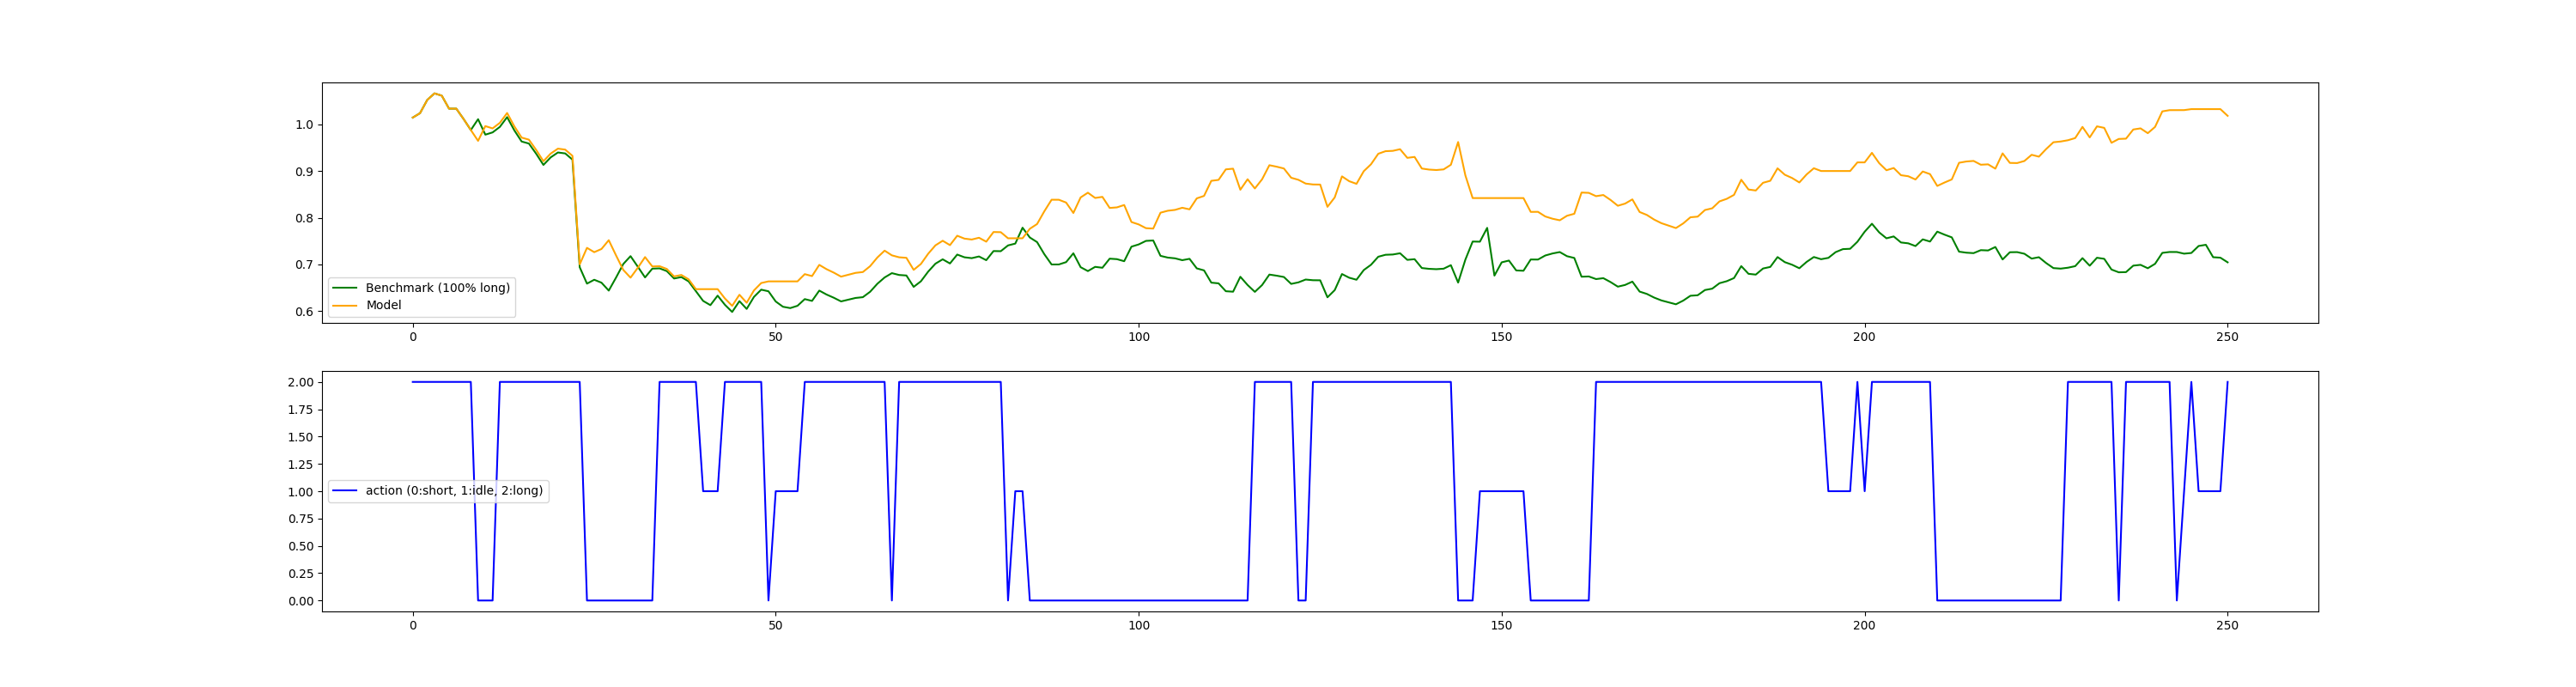 1.0
0.9
0.8
0.7
0.6
Benchmark (100% long)
Model
0 50 100 150 200 250
2.00
1.75
1.50
1.25
1.00
0.75
0.50
0.25
0.00
action (0:short, 1:idle, 2:long)
0 50 100 150 200 250